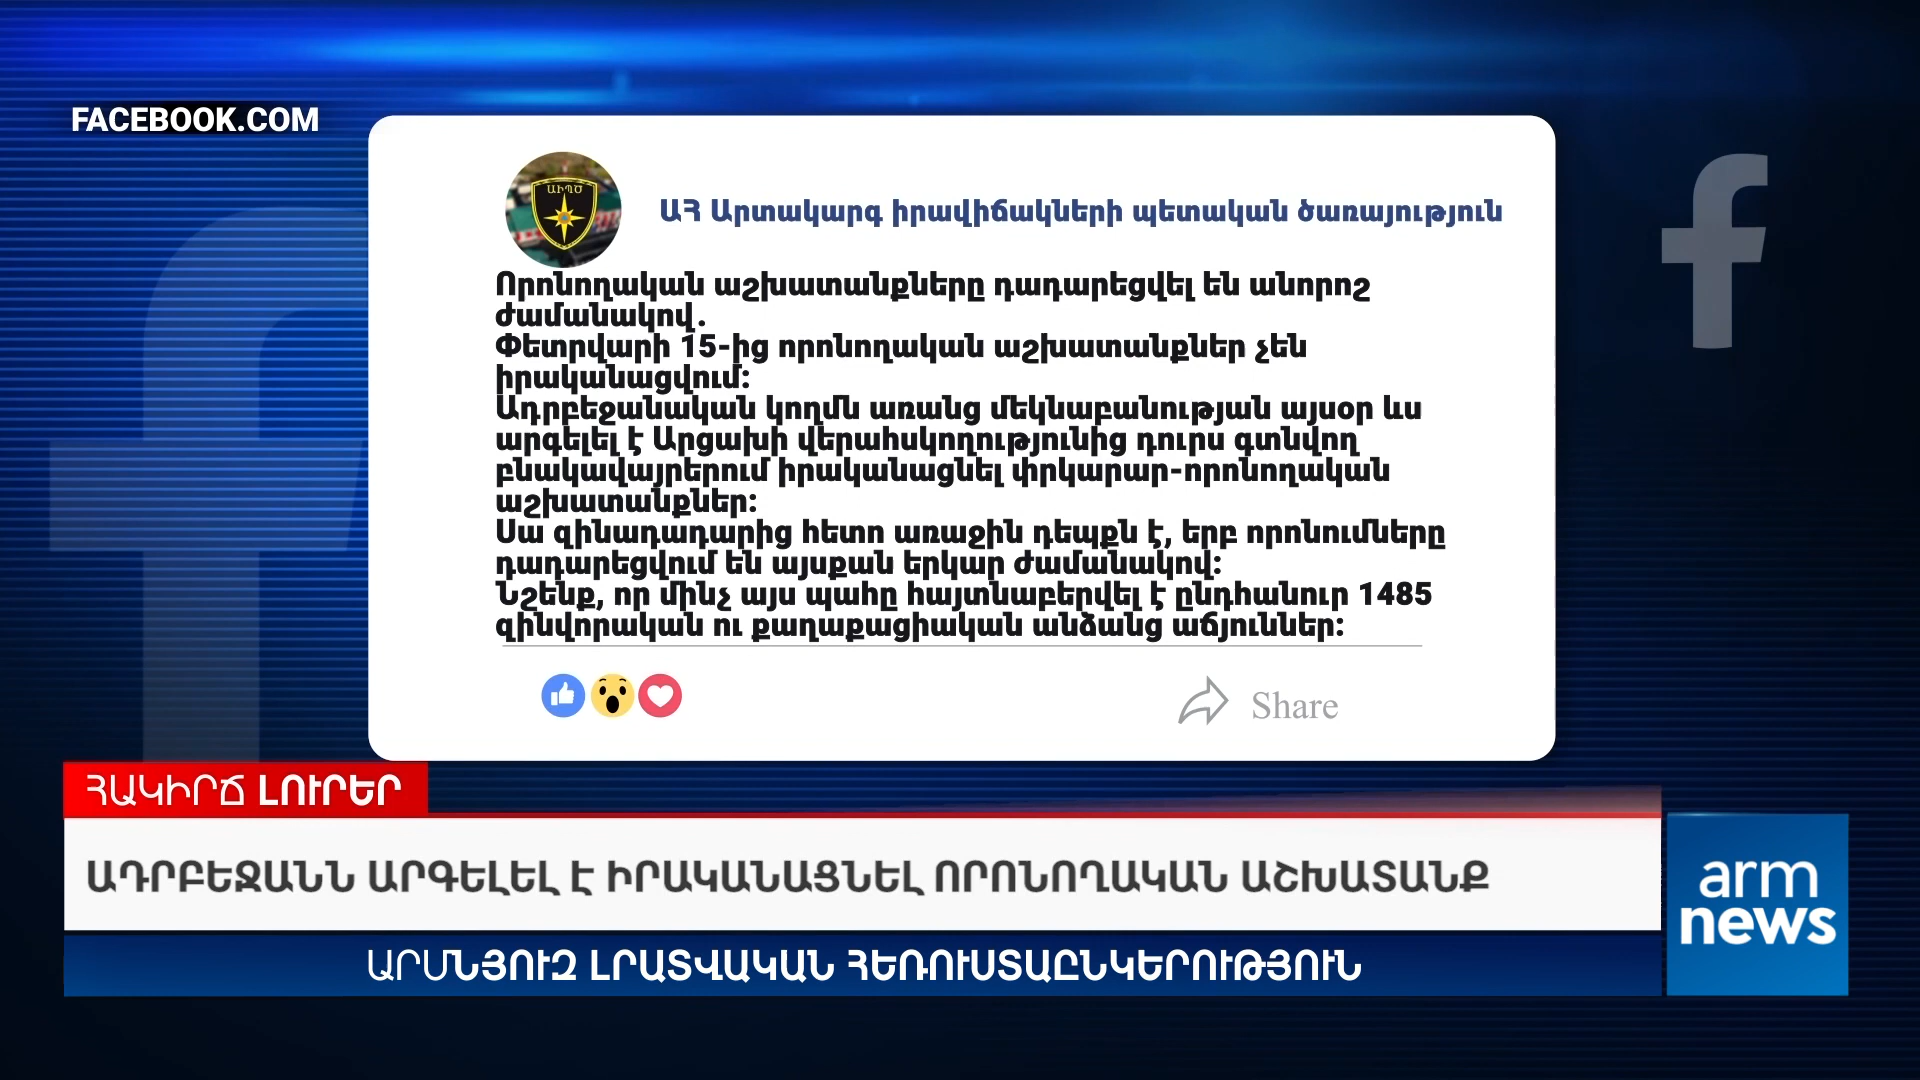 FACEBOOK.COM
ԱԻՊԾ
ԱՀ Արտակարգ իրավիճակների պետական ծառայություն
Որոնողական աշխատանքները դադարեցվել են անորոշ
ժամանակով.
Փետրվարի 15-ից որոնողական աշխատանքներ չեն
իրականացվում:
Ադրբեջանական կողմն առանց մեկնաբանության այսօր ևս
արգելել է Արցախի վերահսկողությունից դուրս գտնվող
բնակավայրերում իրականացնել փրկարար-որոնողական
աշխատանքներ:
Սա զինադադարից հետո առաջին դեպքն է, երբ որոնումները
դադարեցվում են այսքան երկար ժամանակով:
Նշենք, որ մինչ այս պահը հայտնաբերվել է ընդհանուր 1485
զինվորական ու քաղաքացիական անձանց աճյուններ:
Share
ՀԱԿԻՐՃ ԼՈՒՐԵՐ
ԱԴՐԲԵՋԱՆՆ ԱՐԳԵԼԵԼ Է ԻՐԱԿԱՆԱՑՆԵԼ ՈՐՈՆՈՂԱԿԱՆ ԱՇԽԱՏԱՆՔ
ԱՐՄՆՅՈՒԶ ԼՐԱՏՎԱԿԱՆ ՀԵՌՈՒՍՏԱԸՆԿԵՐՈՒԹՅՈՒՆ
arm
news